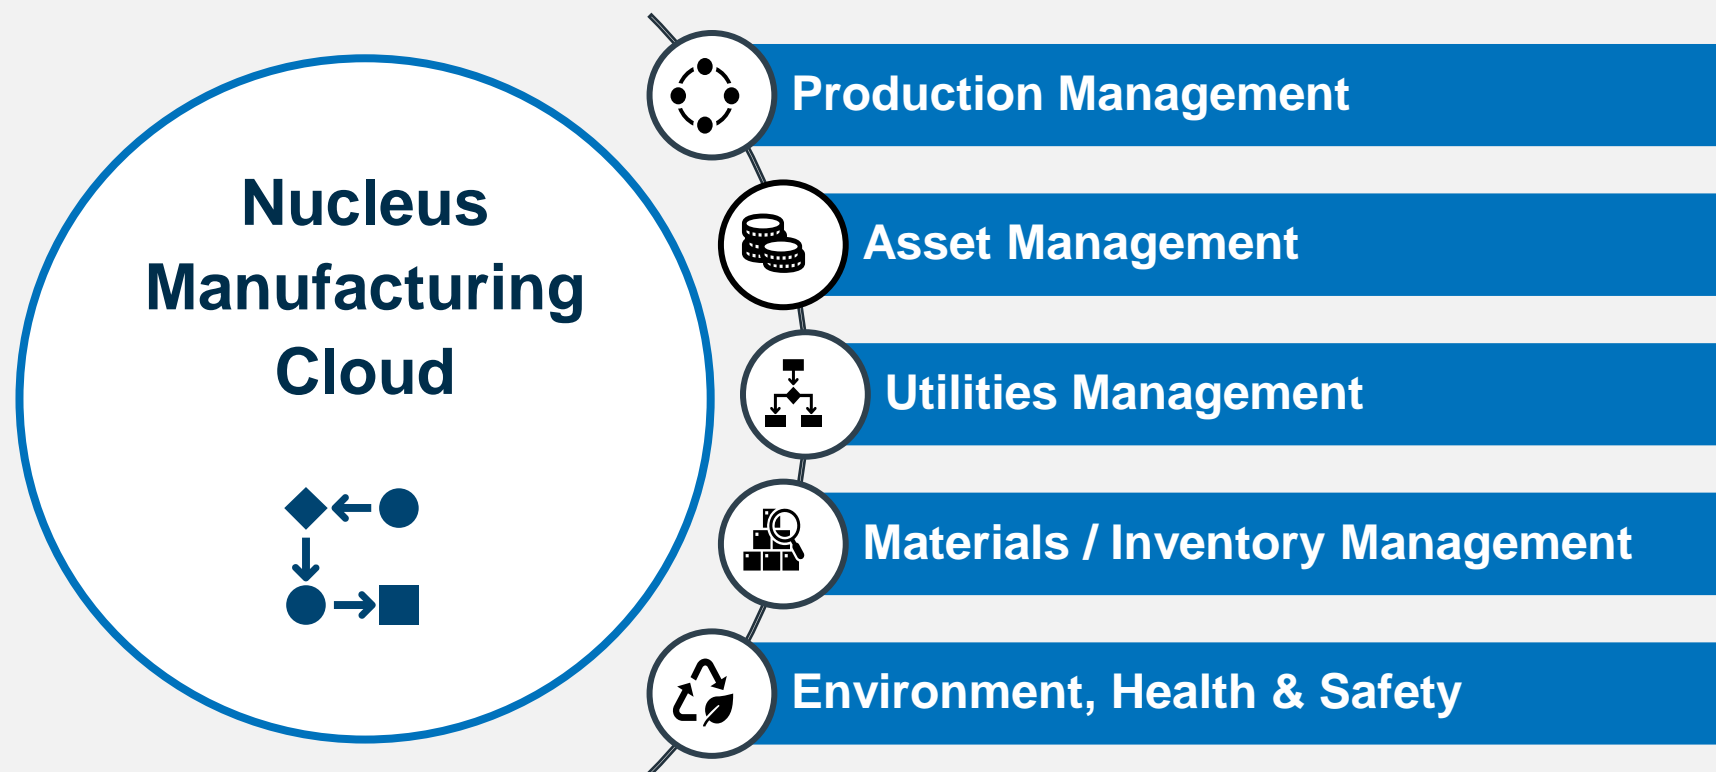 Nucleus
Manufacturing
Cloud
Production Management
Asset Management
Utilities Management
Materials / Inventory Management
Environment, Health & Safety